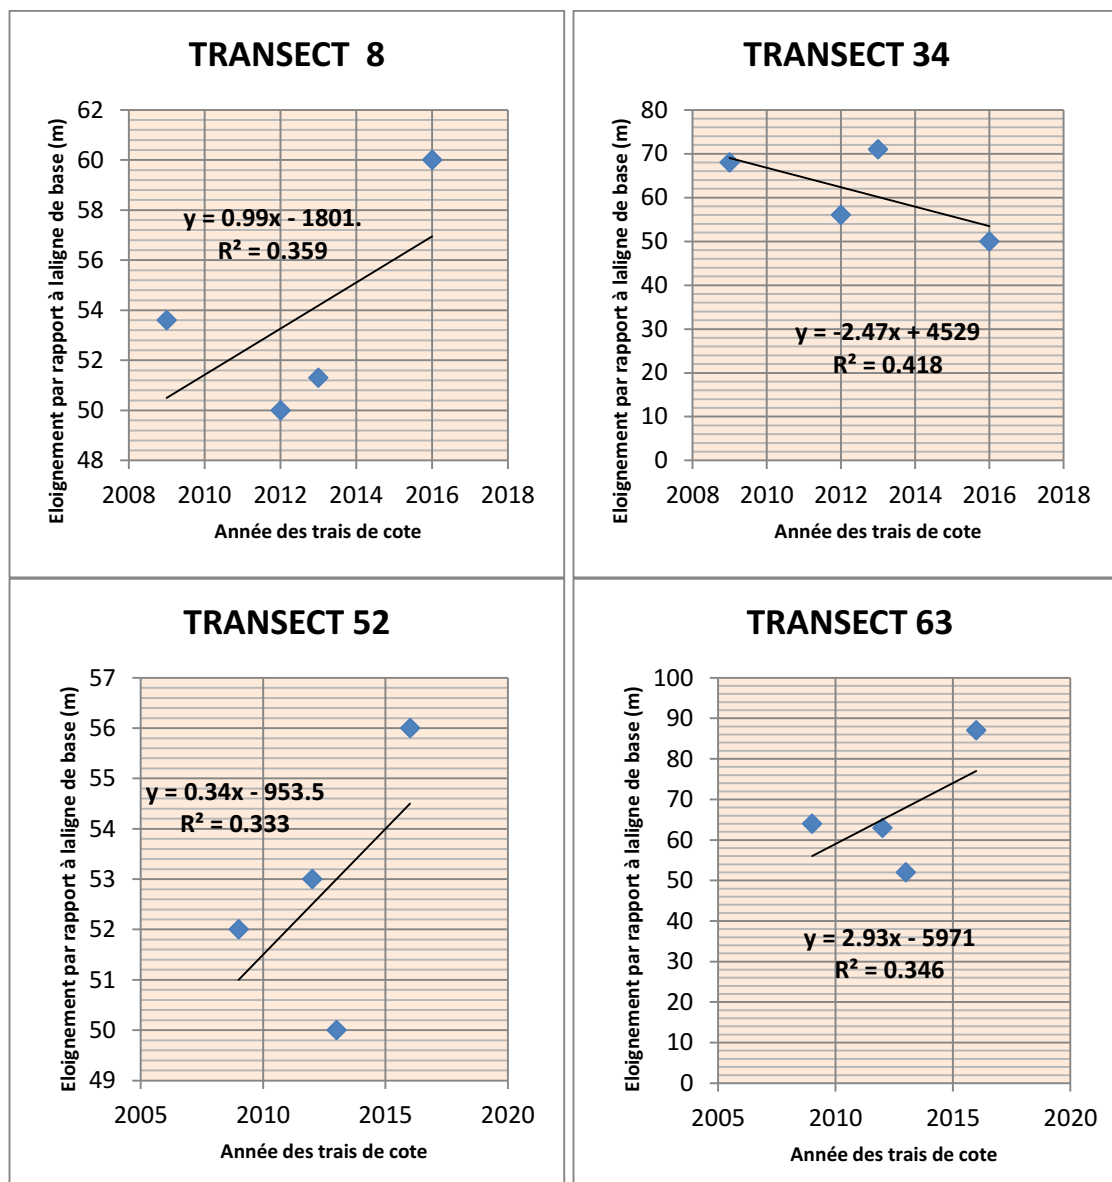 TRANSECT 8
Eloignement par rapport à laligne de base (m)
62
60
58
56
54
52
50
48
y = 0.99x - 1801.
R² = 0.359
2008 2010 2012 2014 2016 2018
Année des trais de cote
TRANSECT 34
Eloignement par rapport à laligne de base (m)
80
70
60
50
40
30
20
10
0
y = -2.47x + 4529
R² = 0.418
2008 2010 2012 2014 2016 2018
Année des trais de cote
TRANSECT 52
Eloignement par rapport à laligne de base (m)
57
56
55
54
53
52
51
50
49
y = 0.34x - 953.5
R² = 0.333
2005 2010 2015 2020
Année des trais de cote
TRANSECT 63
Eloignement par rapport à laligne de base (m)
100
90
80
70
60
50
40
30
20
10
0
y = 2.93x - 5971
R² = 0.346
2005 2010 2015 2020
Année des trais de cote